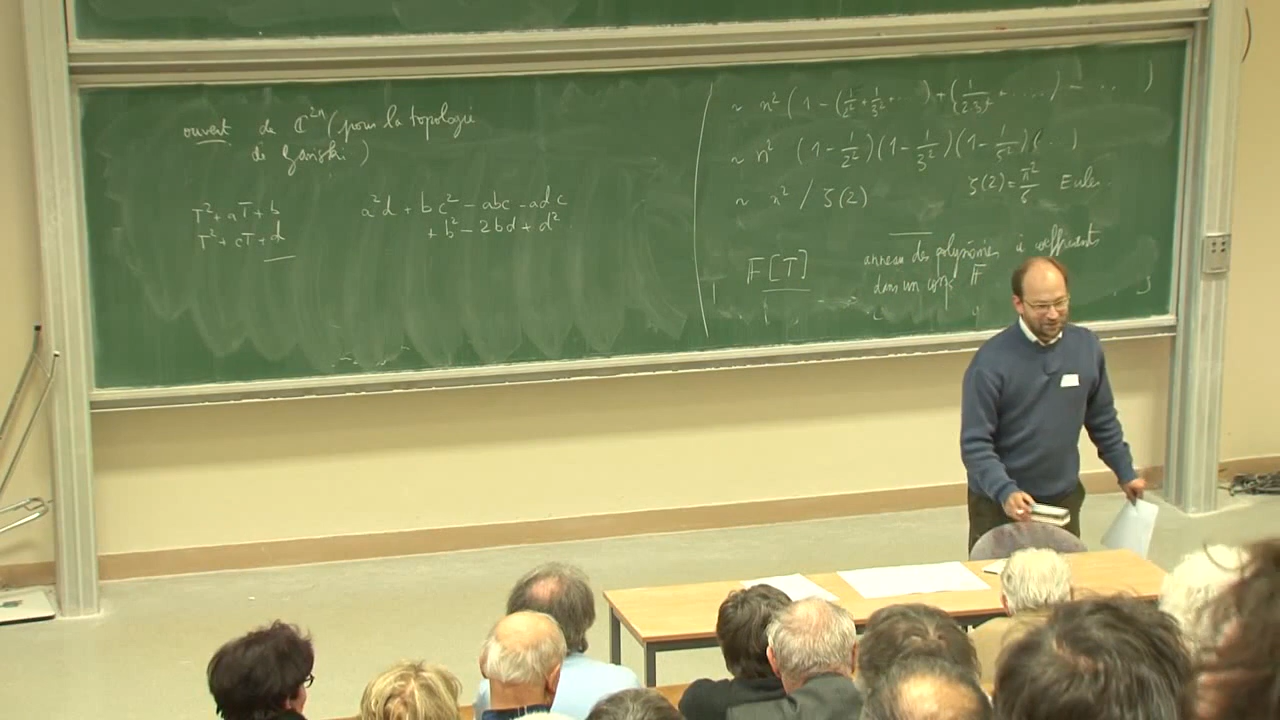 ouvert de ℂ²ⁿ (pour la topologie
de Zariski)
T² + aT + b
T² + cT + d
a²d + bc² - abc - adc
+ b² - 2bd + d²
~ n² (1 - (1/2² + 1/3² + ...) + (1/(2.3)² + ....) - ... )
~ n² (1 - 1/2²)(1 - 1/3²)(1 - 1/5²)(...)
~ n² / ζ(2)
ζ(2) = π²/6 Euler.
𝔽[T]
anneau des polynômes à coefficients
dans un corps 𝔽